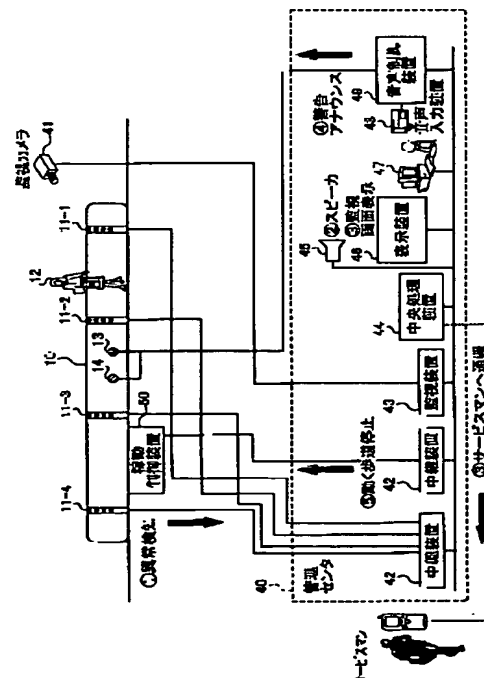 監視カメラ
41
11-1
12
11-2
10
13
14
11-3
50
稼動
制御装置
11-4
①異常検出
④警告
アナウンス
49
音声制御
装置
48
音声
入力装置
47
②スピーカ
③監視
画面表示
45
46
表示装置
44
中央処理
装置
43
監視装置
⑤動く歩道停止
42
中継装置
42
中継装置
40
管理
センタ
サービスマンへ通報
サービスマン